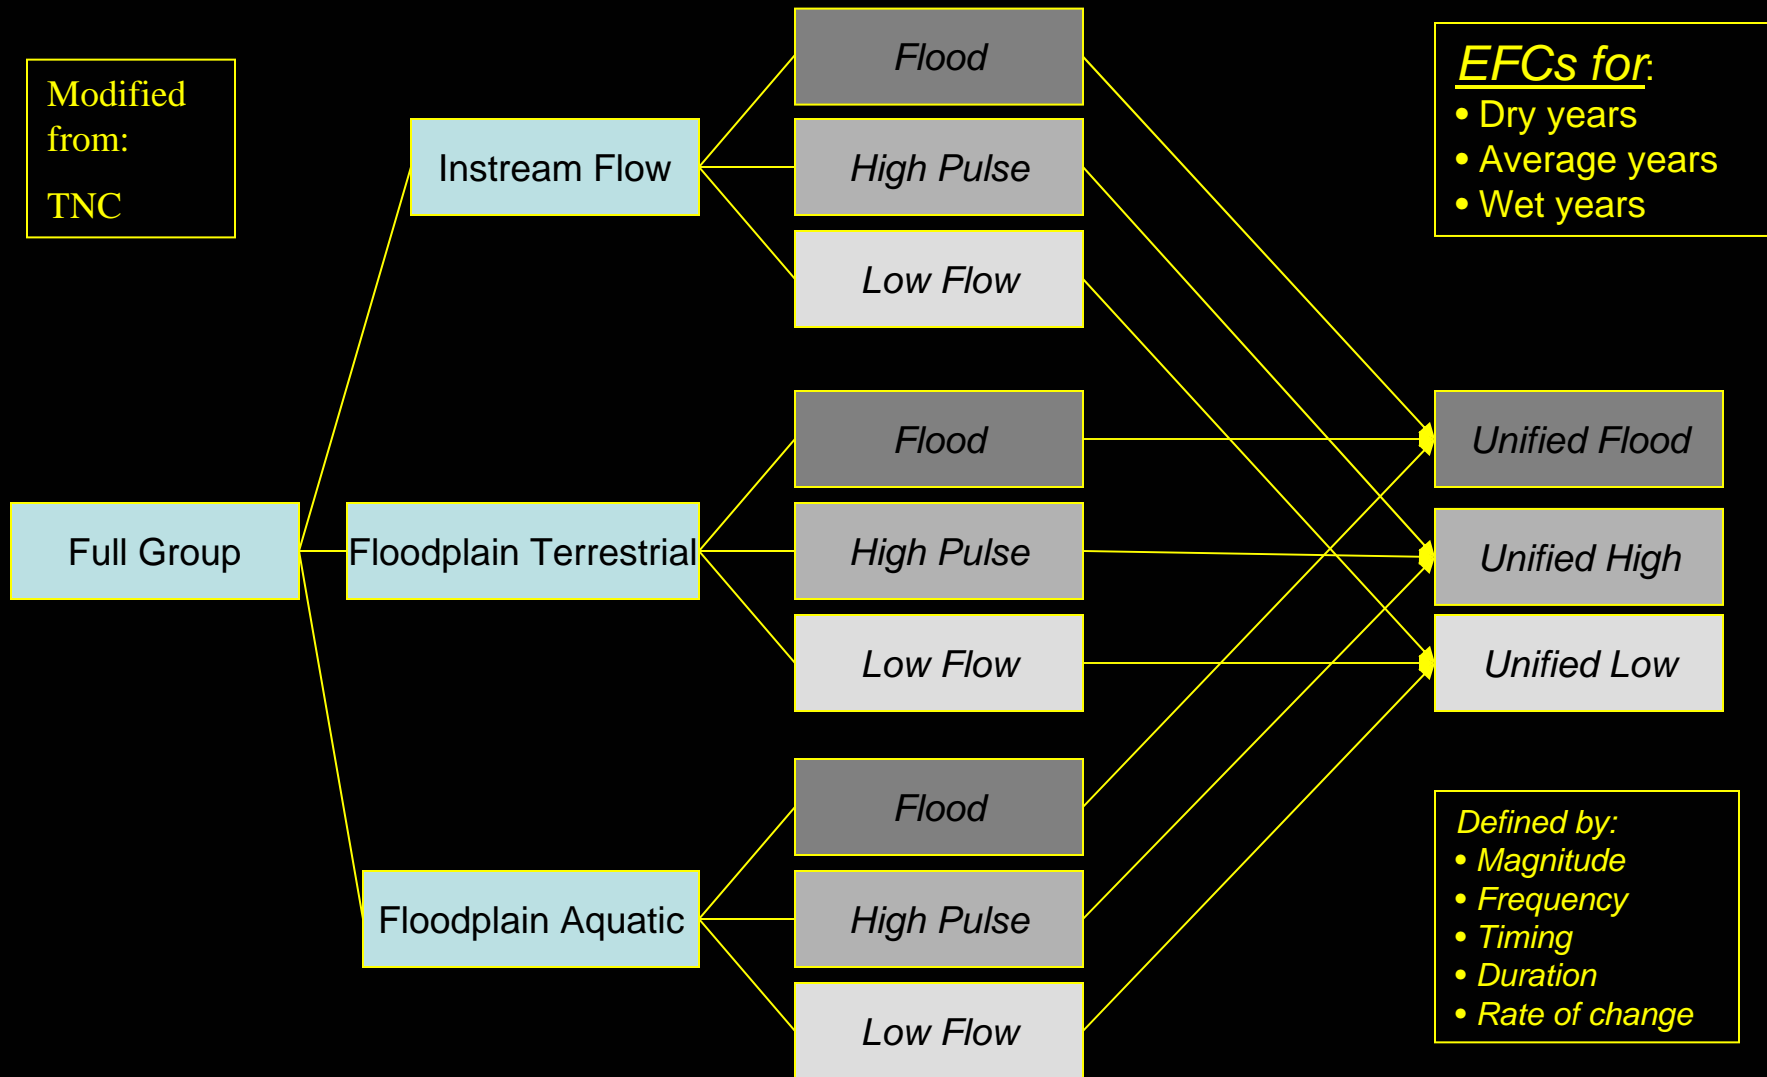 Modified
from:
TNC
Full Group
Instream Flow
Floodplain Terrestrial
Floodplain Aquatic
Flood
High Pulse
Low Flow
Flood
High Pulse
Low Flow
Flood
High Pulse
Low Flow
EFCs for:
• Dry years
• Average years
• Wet years
Unified Flood
Unified High
Unified Low
Defined by:
• Magnitude
• Frequency
• Timing
• Duration
• Rate of change